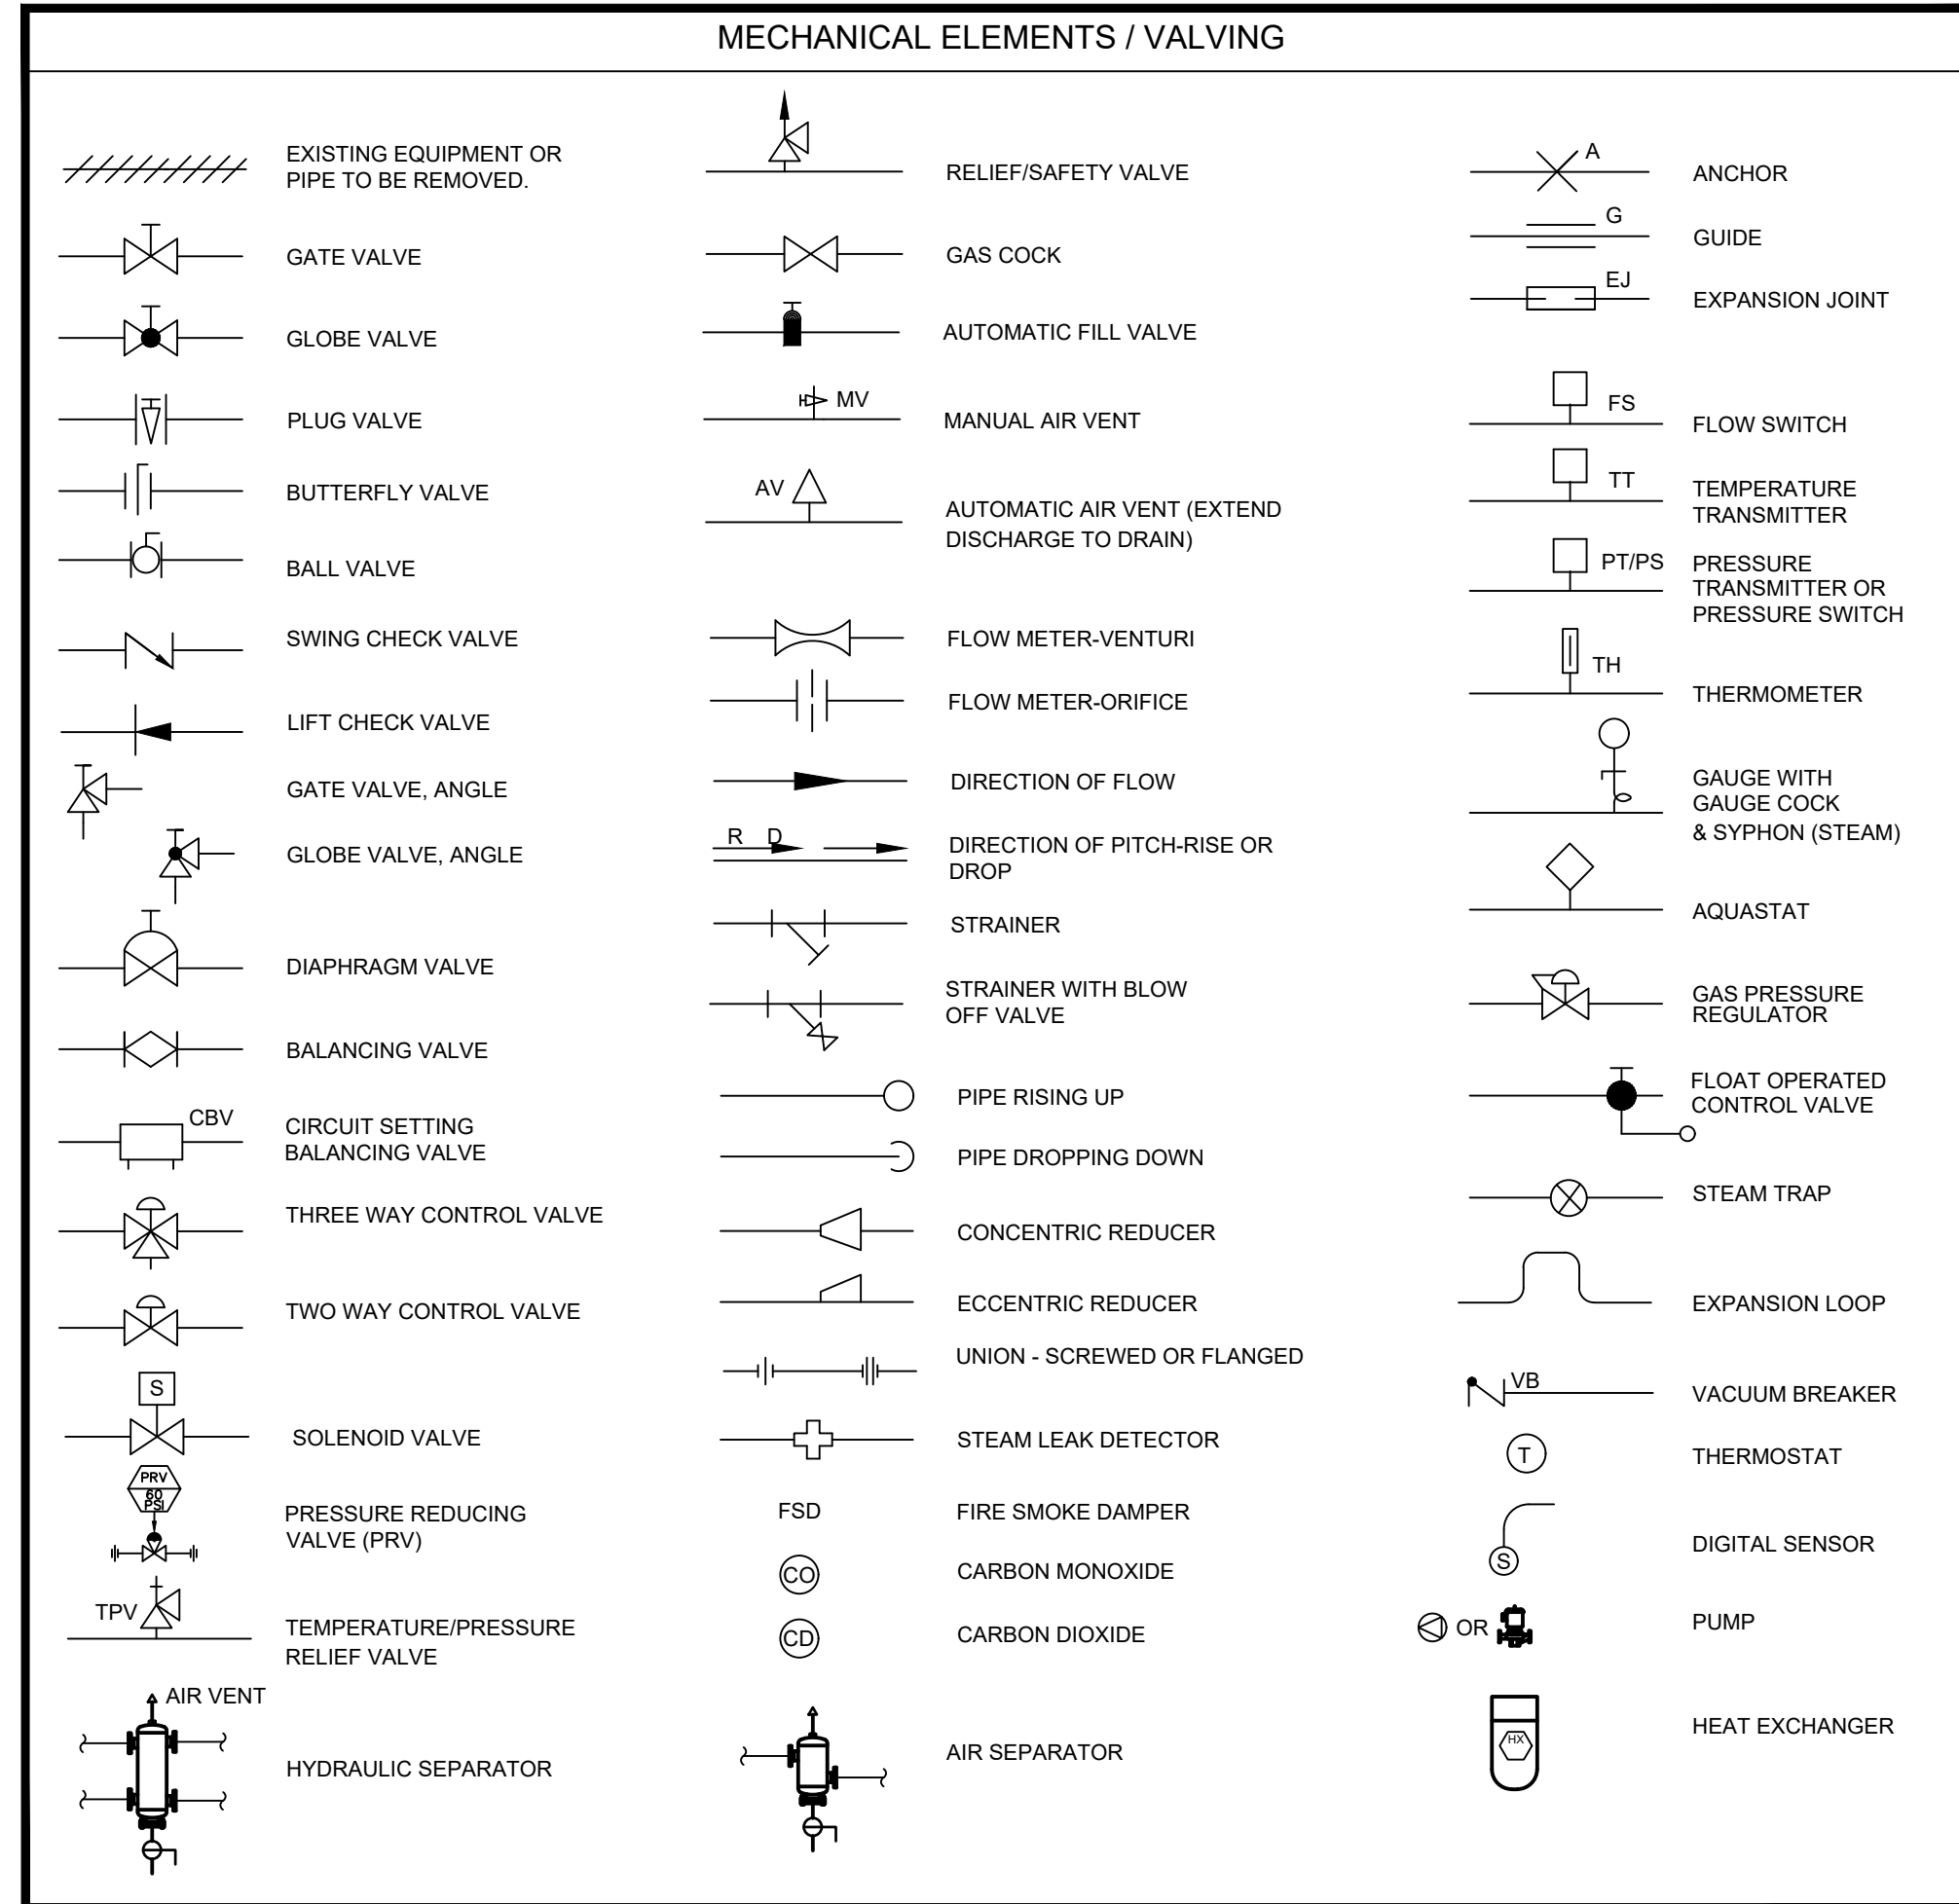 MECHANICAL ELEMENTS / VALVING
EXISTING EQUIPMENT OR
PIPE TO BE REMOVED.
GATE VALVE
GLOBE VALVE
PLUG VALVE
BUTTERFLY VALVE
BALL VALVE
SWING CHECK VALVE
LIFT CHECK VALVE
GATE VALVE, ANGLE
GLOBE VALVE, ANGLE
DIAPHRAGM VALVE
BALANCING VALVE
CBV
CIRCUIT SETTING
BALANCING VALVE
THREE WAY CONTROL VALVE
TWO WAY CONTROL VALVE
S
SOLENOID VALVE
PRV
60
PSI
PRESSURE REDUCING
VALVE (PRV)
TPV
TEMPERATURE/PRESSURE
RELIEF VALVE
AIR VENT
HYDRAULIC SEPARATOR
RELIEF/SAFETY VALVE
GAS COCK
AUTOMATIC FILL VALVE
MV
MANUAL AIR VENT
AV
AUTOMATIC AIR VENT (EXTEND
DISCHARGE TO DRAIN)
FLOW METER-VENTURI
FLOW METER-ORIFICE
DIRECTION OF FLOW
R D
DIRECTION OF PITCH-RISE OR
DROP
STRAINER
STRAINER WITH BLOW
OFF VALVE
PIPE RISING UP
PIPE DROPPING DOWN
CONCENTRIC REDUCER
ECCENTRIC REDUCER
UNION - SCREWED OR FLANGED
STEAM LEAK DETECTOR
FSD
FIRE SMOKE DAMPER
CO
CARBON MONOXIDE
CD
CARBON DIOXIDE
AIR SEPARATOR
A
ANCHOR
G
GUIDE
EJ
EXPANSION JOINT
FS
FLOW SWITCH
TT
TEMPERATURE
TRANSMITTER
PT/PS
PRESSURE
TRANSMITTER OR
PRESSURE SWITCH
TH
THERMOMETER
GAUGE WITH
GAUGE COCK
& SYPHON (STEAM)
AQUASTAT
GAS PRESSURE
REGULATOR
FLOAT OPERATED
CONTROL VALVE
STEAM TRAP
EXPANSION LOOP
VB
VACUUM BREAKER
T
THERMOSTAT
S
DIGITAL SENSOR
OR
PUMP
HX
HEAT EXCHANGER